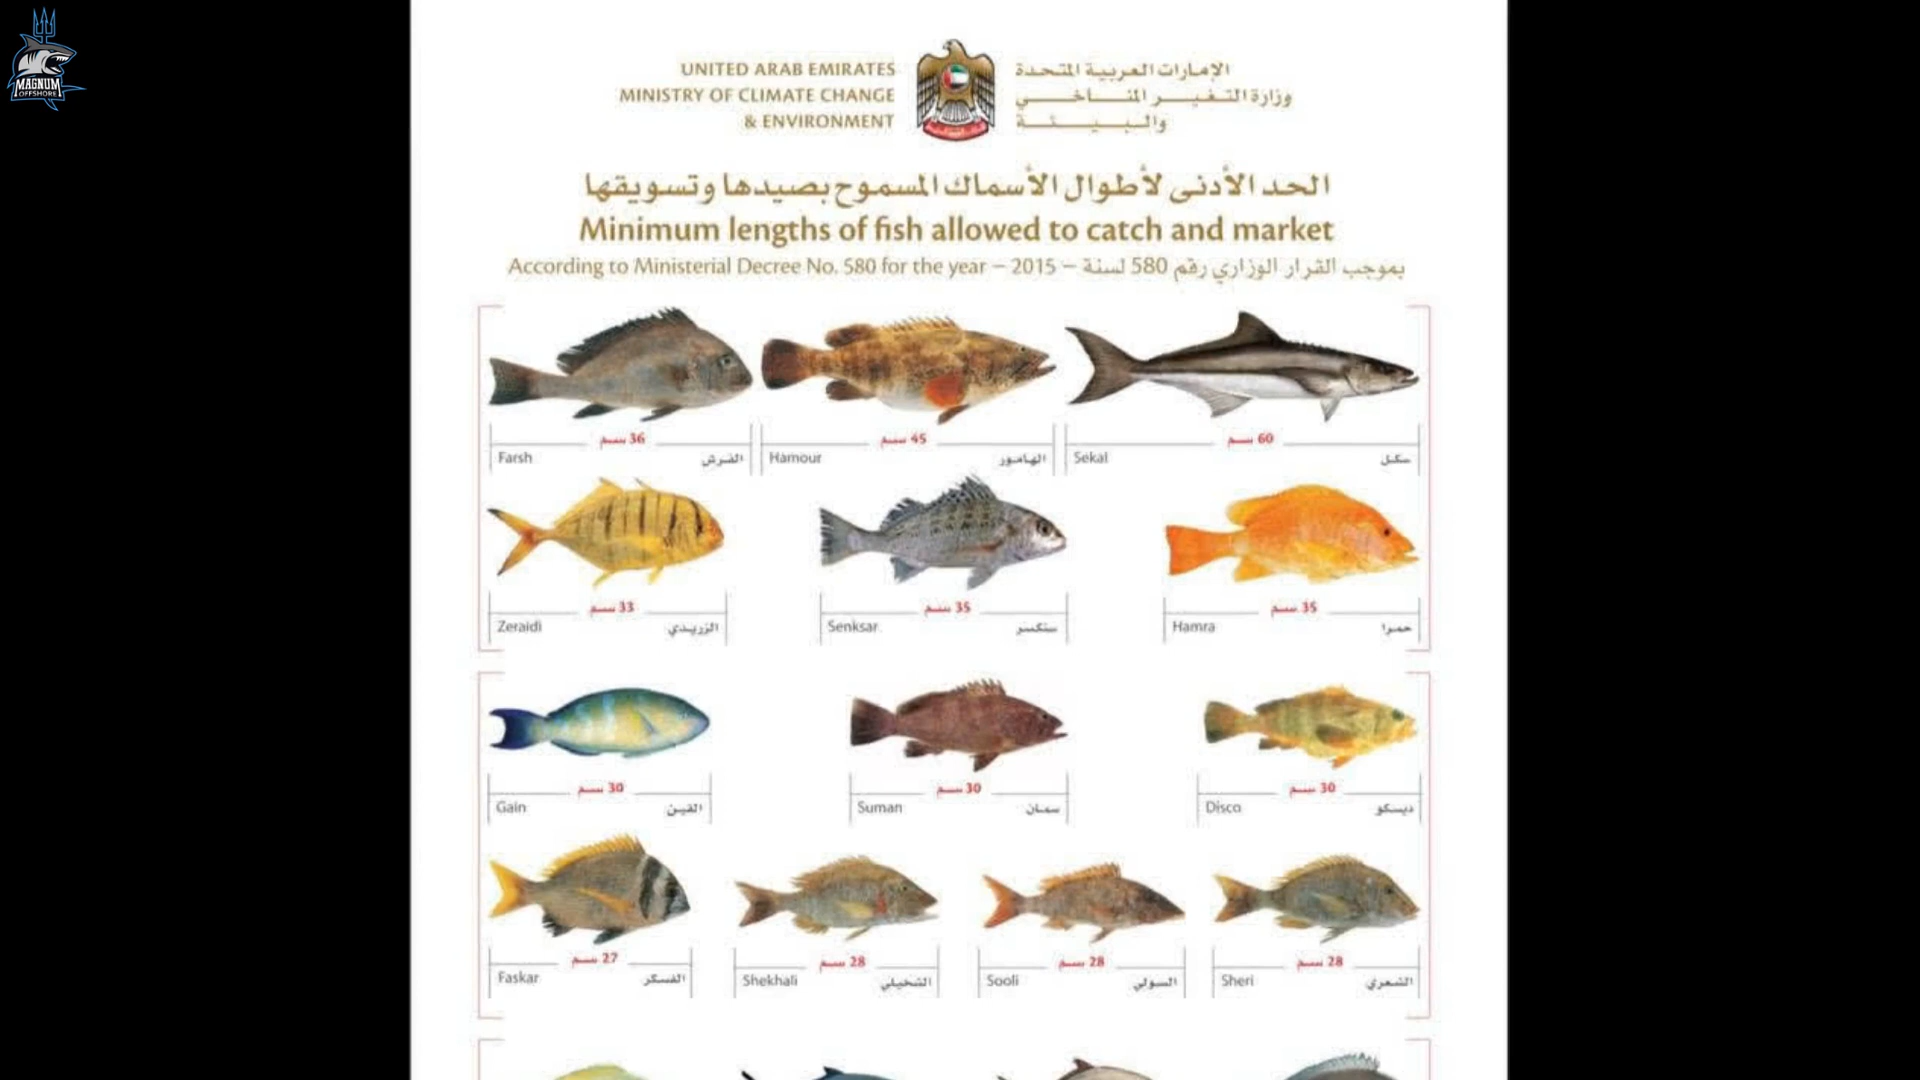 MAGNUM
OFFSHORE
UNITED ARAB EMIRATES
MINISTRY OF CLIMATE CHANGE
& ENVIRONMENT
الإمارات العربية المتحدة
وزارة التغير المناخي
والبيئة
الحد الأدنى لأطوال الأسماك المسموح بصيدها وتسويقها
Minimum lengths of fish allowed to catch and market
According to Ministerial Decree No. 580 for the year – 2015 – بموجب القرار الوزاري رقم 580 لسنة
36 سم
45 سم
60 سم
Farsh الفرش
Hamour الهامور
Sekal سكل
33 سم
35 سم
35 سم
Zeraidi الزريدي
Senksar سنكسر
Hamra حمرا
30 سم
30 سم
30 سم
Gain الغين
Suman سمان
Disco ديسكو
27 سم
28 سم
28 سم
28 سم
Faskar الفسكر
Shekhali الشخيلي
Sooli السولي
Sheri الشعري